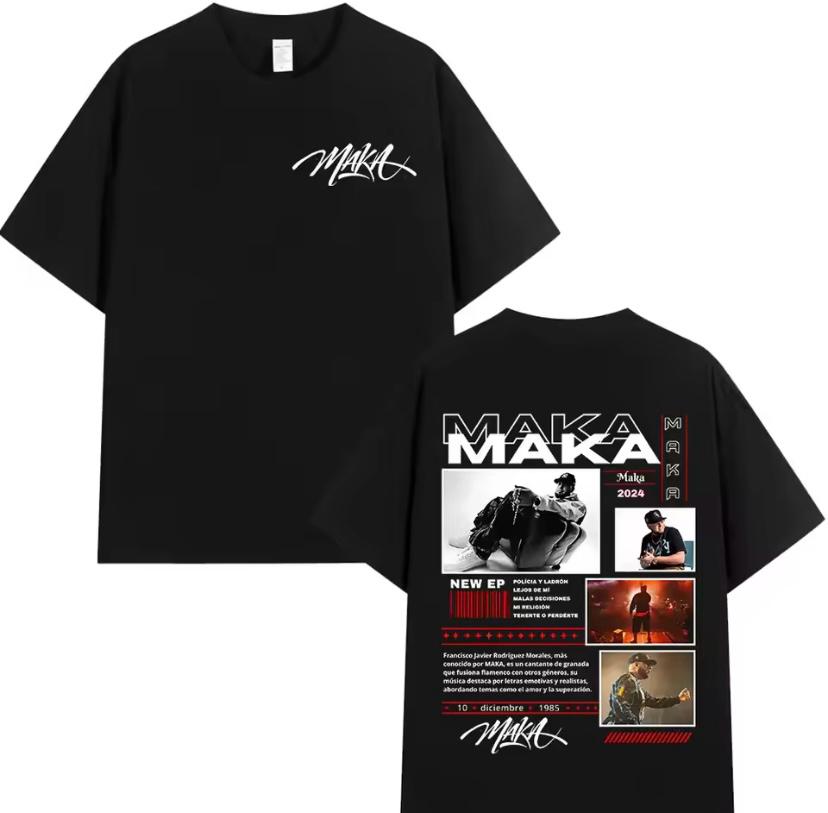 MAKA
MAKA
MAKA
MAKA
Maka
2024
NEW EP
POLÍCIA Y LADRÓN
LEJOS DE MÍ
MALAS DECISIONES
MI RELIGIÓN
TENERTE O PERDERTE
Francisco Javier Rodríguez Morales, más
conocido por MAKA, es un cantante de granada
que fusiona flamenco con otros géneros, su
música destaca por letras emotivas y realistas,
abordando temas como el amor y la superación.
10 diciembre 1985
MAKA